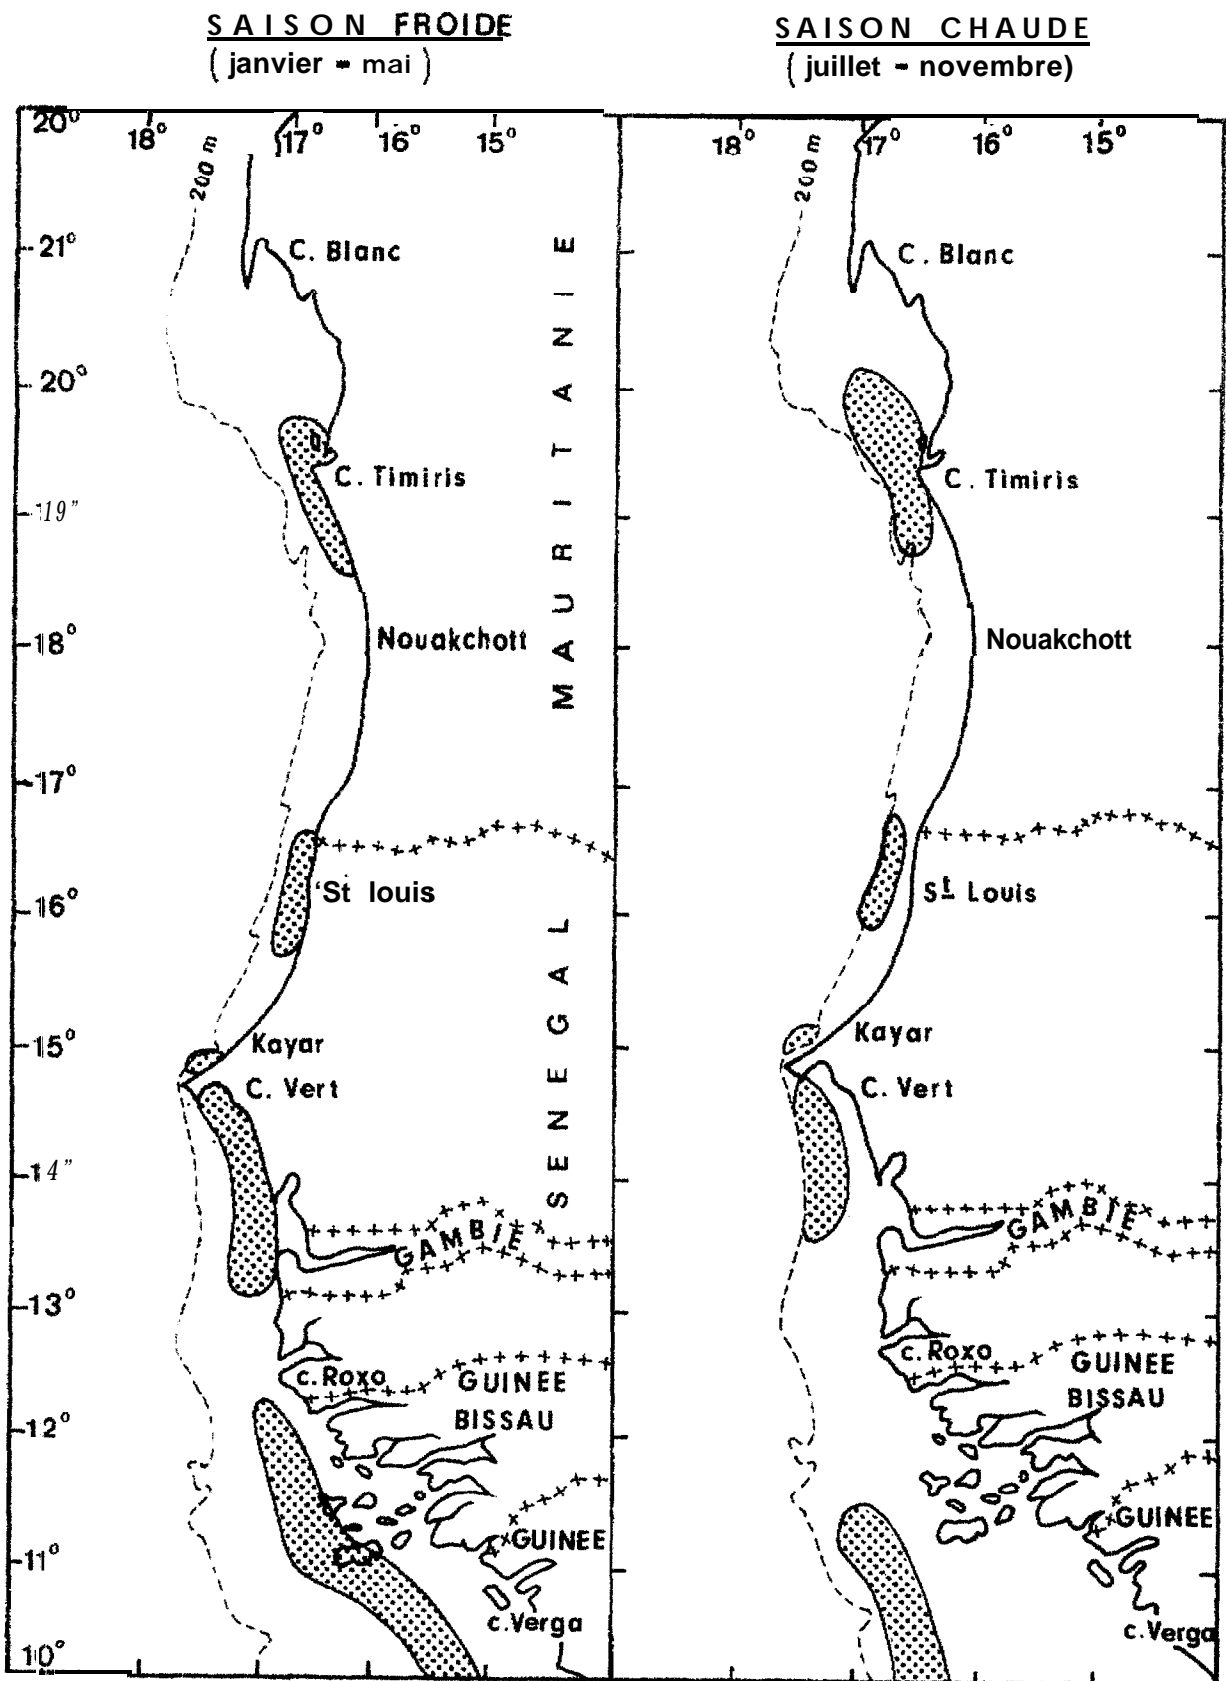 SAISON FROIDE
( janvier - mai )
20° 18° 17° 16° 15°
200 m
21°
C. Blanc
20°
C. Timiris
19"
MAURITANIE
18°
Nouakchott
17°
'St louis
16°
SENEGAL
15°
Kayar
C. Vert
14"
GAMBIE
13°
c. Roxo
GUINEE
BISSAU
12°
GUINEE
11°
c. Verga
10°
SAISON CHAUDE
( juillet - novembre)
18° 17° 16° 15°
200 m
C. Blanc
C. Timiris
Nouakchott
St Louis
Kayar
C. Vert
GAMBIE
c. Roxo
GUINEE
BISSAU
GUINEE
c. Verga